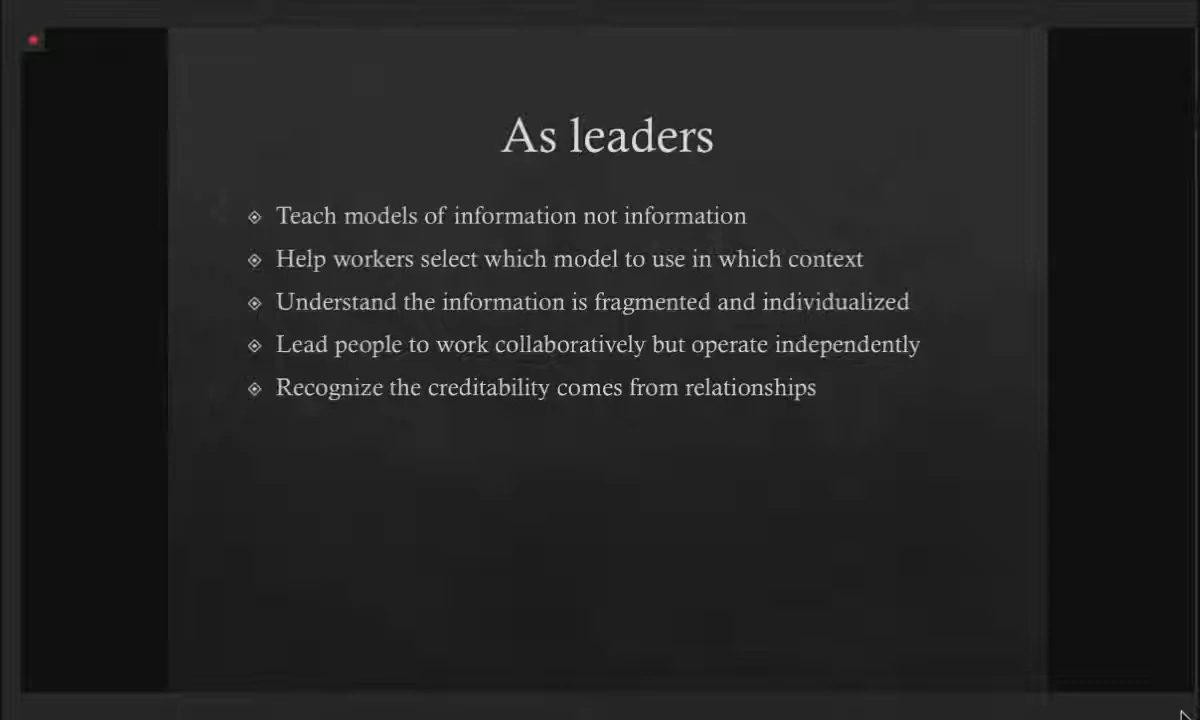 As leaders
Teach models of information not information
Help workers select which model to use in which context
Understand the information is fragmented and individualized
Lead people to work collaboratively but operate independently
Recognize the creditability comes from relationships